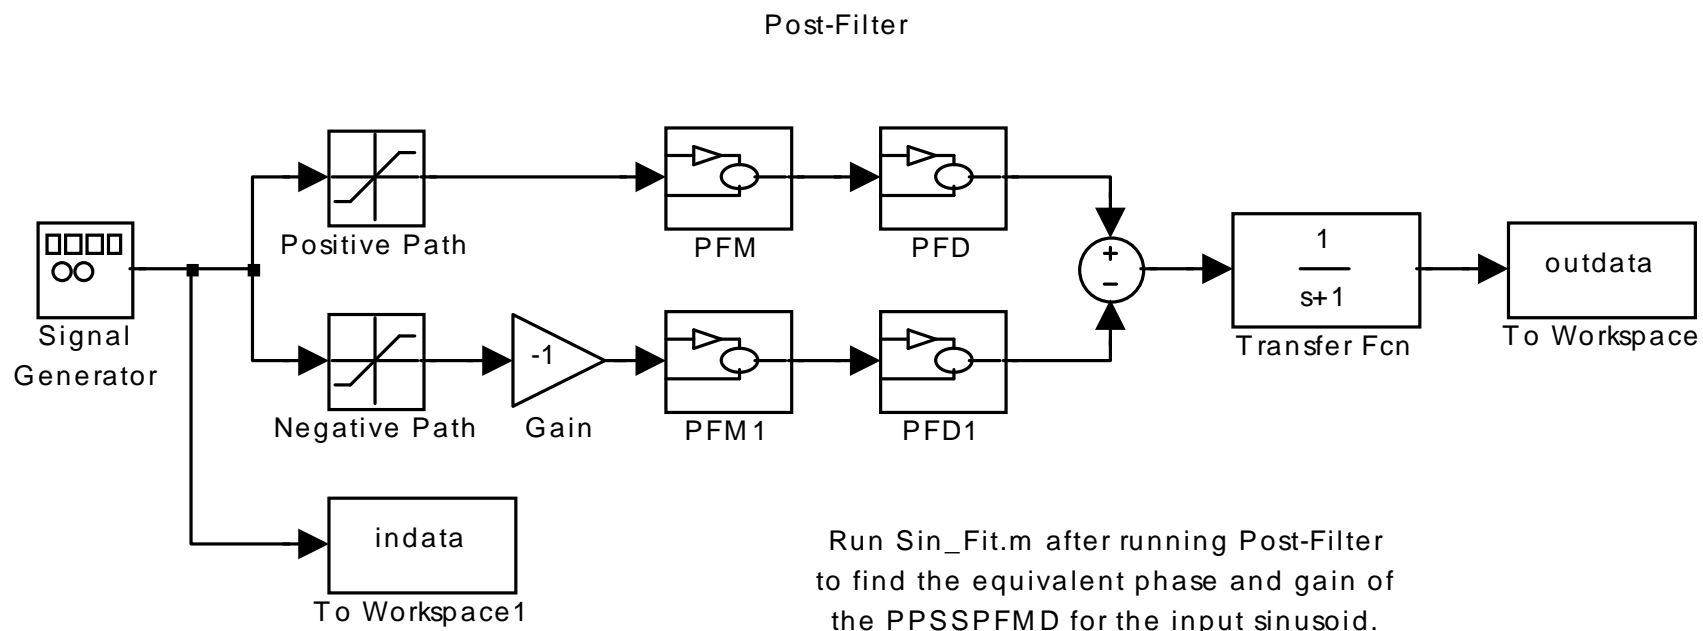 Post-Filter
Positive Path
PFM
PFD
+
−
1
s+1
Transfer Fcn
outdata
To Workspace
Signal
Generator
Negative Path
-1
Gain
PFM1
PFD1
indata
To Workspace1
Run Sin_Fit.m after running Post-Filter
to find the equivalent phase and gain of
the PPSSPFMD for the input sinusoid.